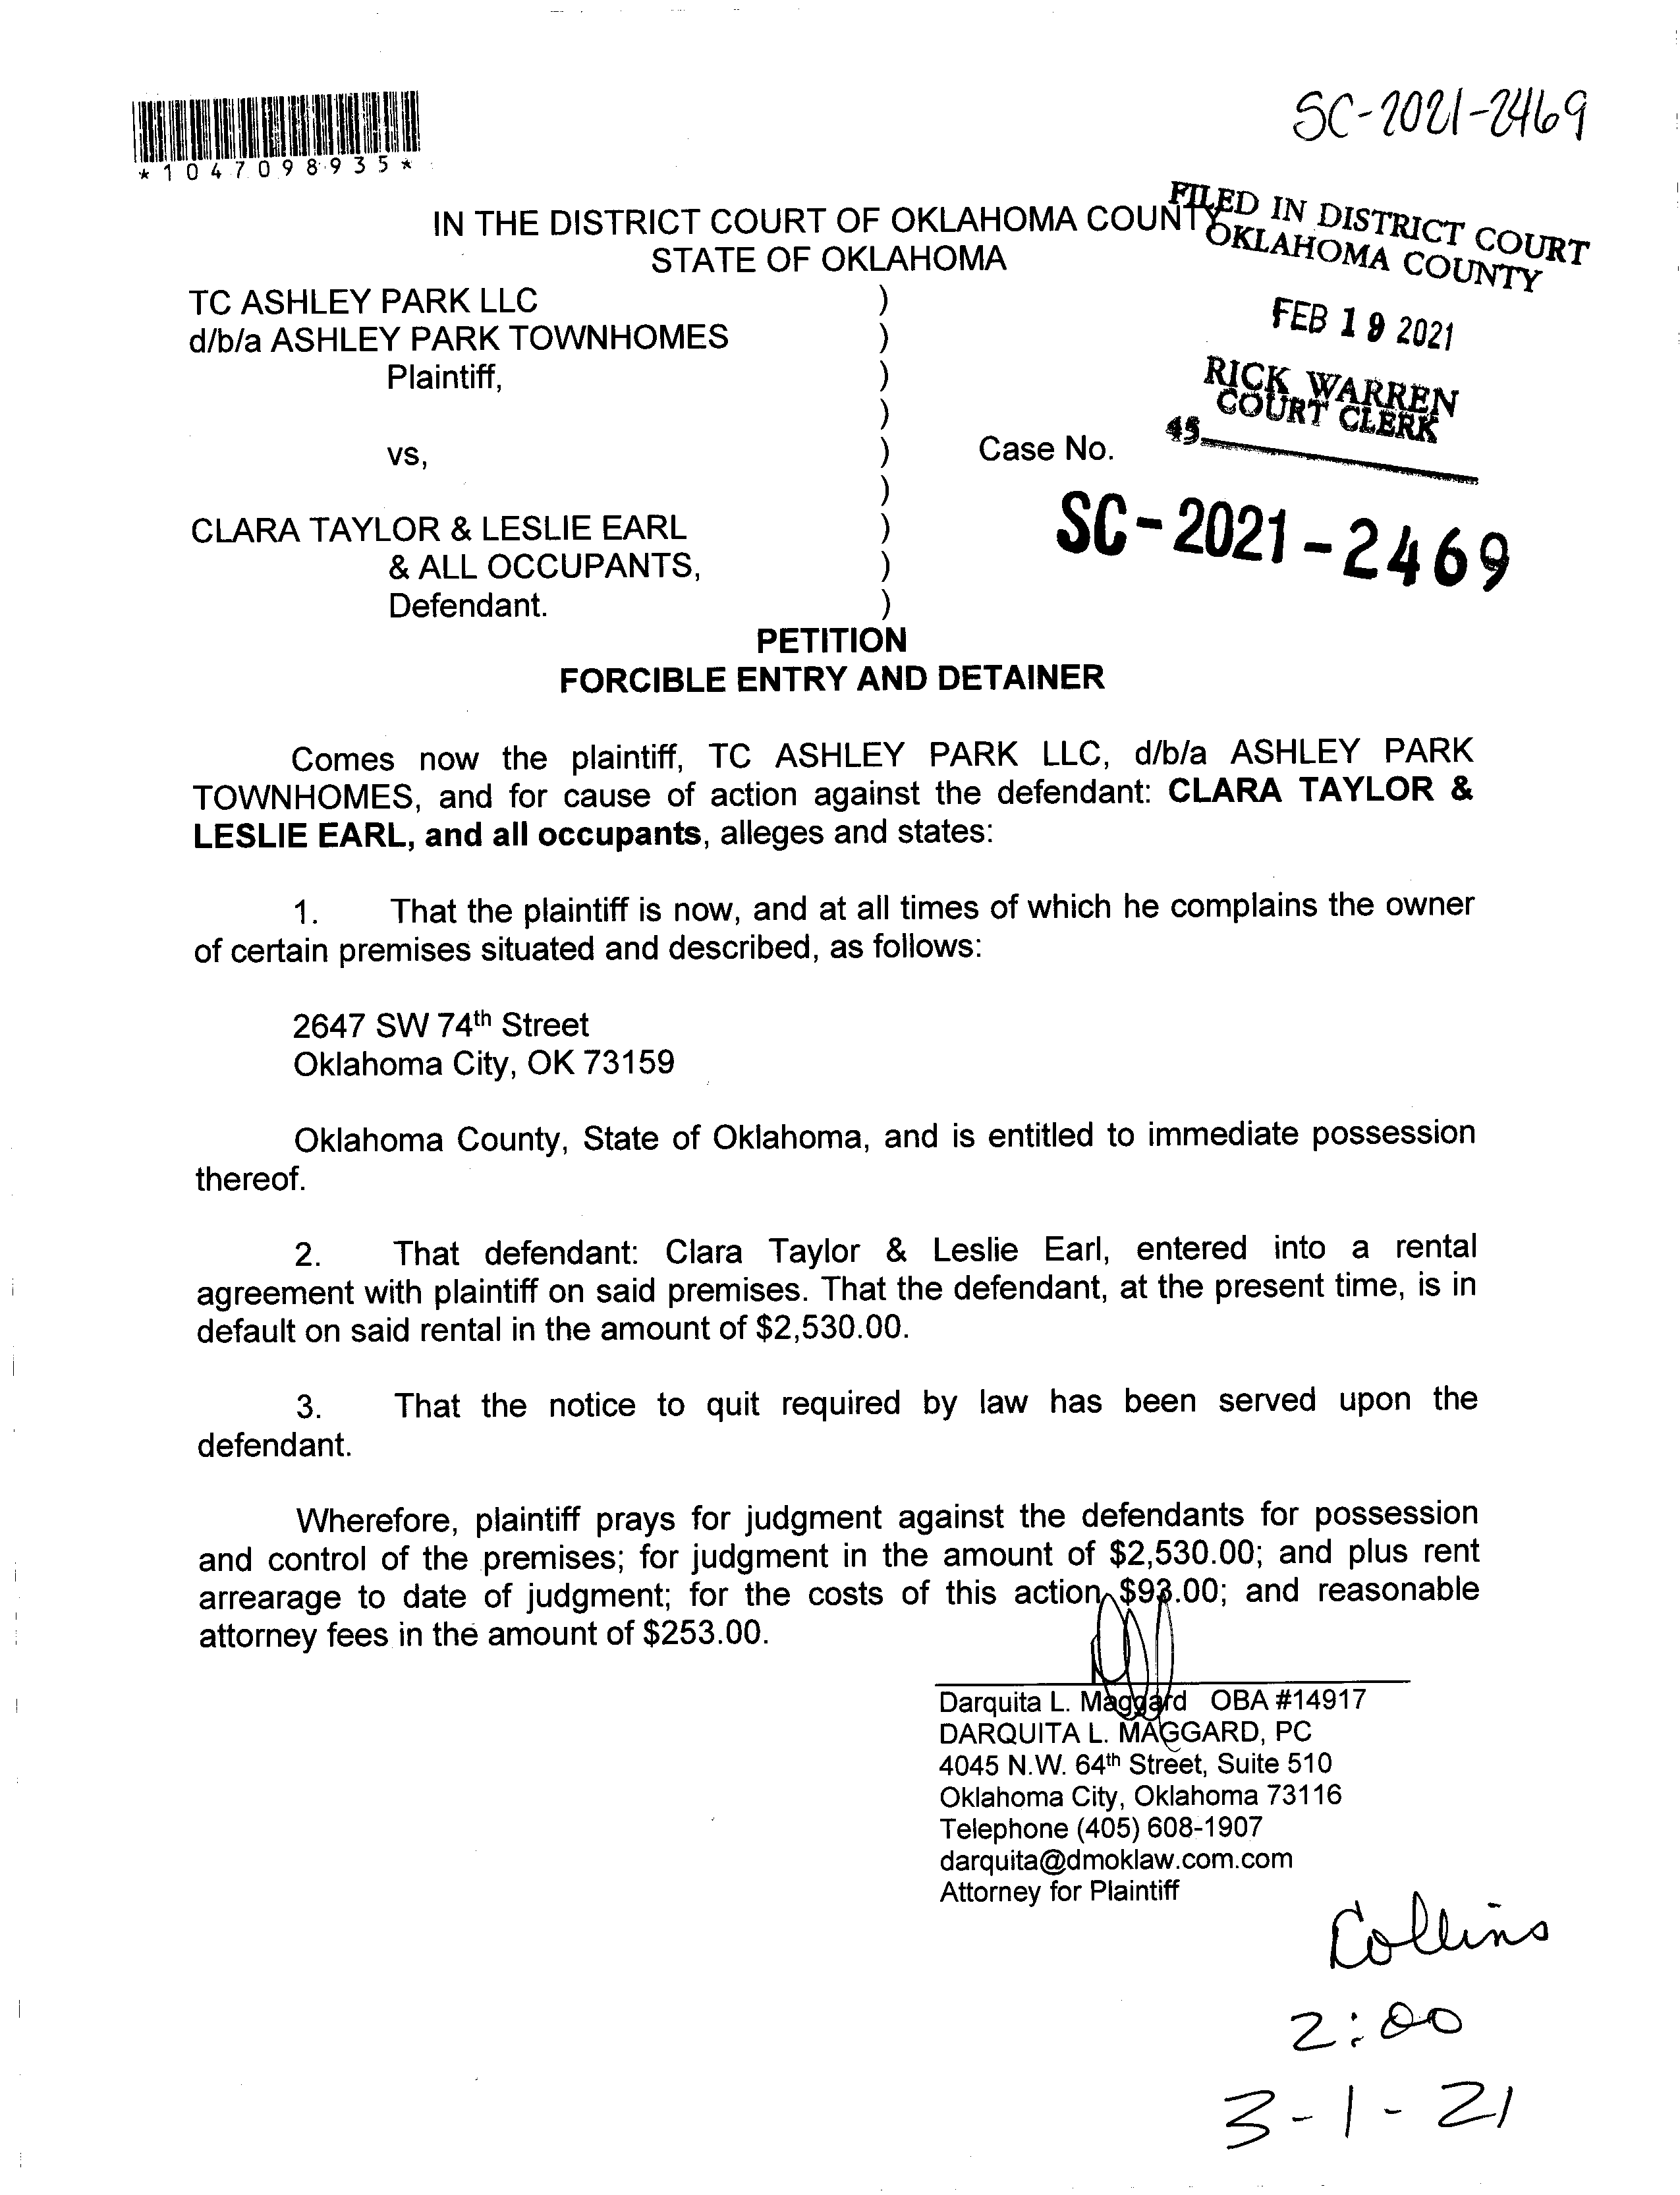 SC-2021-2469
*1047098935*
FILED IN DISTRICT COURT
OKLAHOMA COUNTY
IN THE DISTRICT COURT OF OKLAHOMA COUNTY
STATE OF OKLAHOMA
FEB 19 2021
RICK WARREN
COURT CLERK
45
TC ASHLEY PARK LLC )
d/b/a ASHLEY PARK TOWNHOMES )
Plaintiff, )
)
vs, ) Case No.
)
SC-2021-2469
CLARA TAYLOR & LESLIE EARL )
& ALL OCCUPANTS, )
Defendant. )
PETITION
FORCIBLE ENTRY AND DETAINER
Comes now the plaintiff, TC ASHLEY PARK LLC, d/b/a ASHLEY PARK
TOWNHOMES, and for cause of action against the defendant: CLARA TAYLOR &
LESLIE EARL, and all occupants, alleges and states:
1. That the plaintiff is now, and at all times of which he complains the owner
of certain premises situated and described, as follows:
2647 SW 74th Street
Oklahoma City, OK 73159
Oklahoma County, State of Oklahoma, and is entitled to immediate possession
thereof.
2. That defendant: Clara Taylor & Leslie Earl, entered into a rental
agreement with plaintiff on said premises. That the defendant, at the present time, is in
default on said rental in the amount of $2,530.00.
3. That the notice to quit required by law has been served upon the
defendant.
Wherefore, plaintiff prays for judgment against the defendants for possession
and control of the premises; for judgment in the amount of $2,530.00; and plus rent
arrearage to date of judgment; for the costs of this action, $93.00; and reasonable
attorney fees in the amount of $253.00.
Darquita L. Maggard OBA #14917
DARQUITA L. MAGGARD, PC
4045 N.W. 64th Street, Suite 510
Oklahoma City, Oklahoma 73116
Telephone (405) 608-1907
darquita@dmoklaw.com.com
Attorney for Plaintiff
Collins
2:00
3-1-21